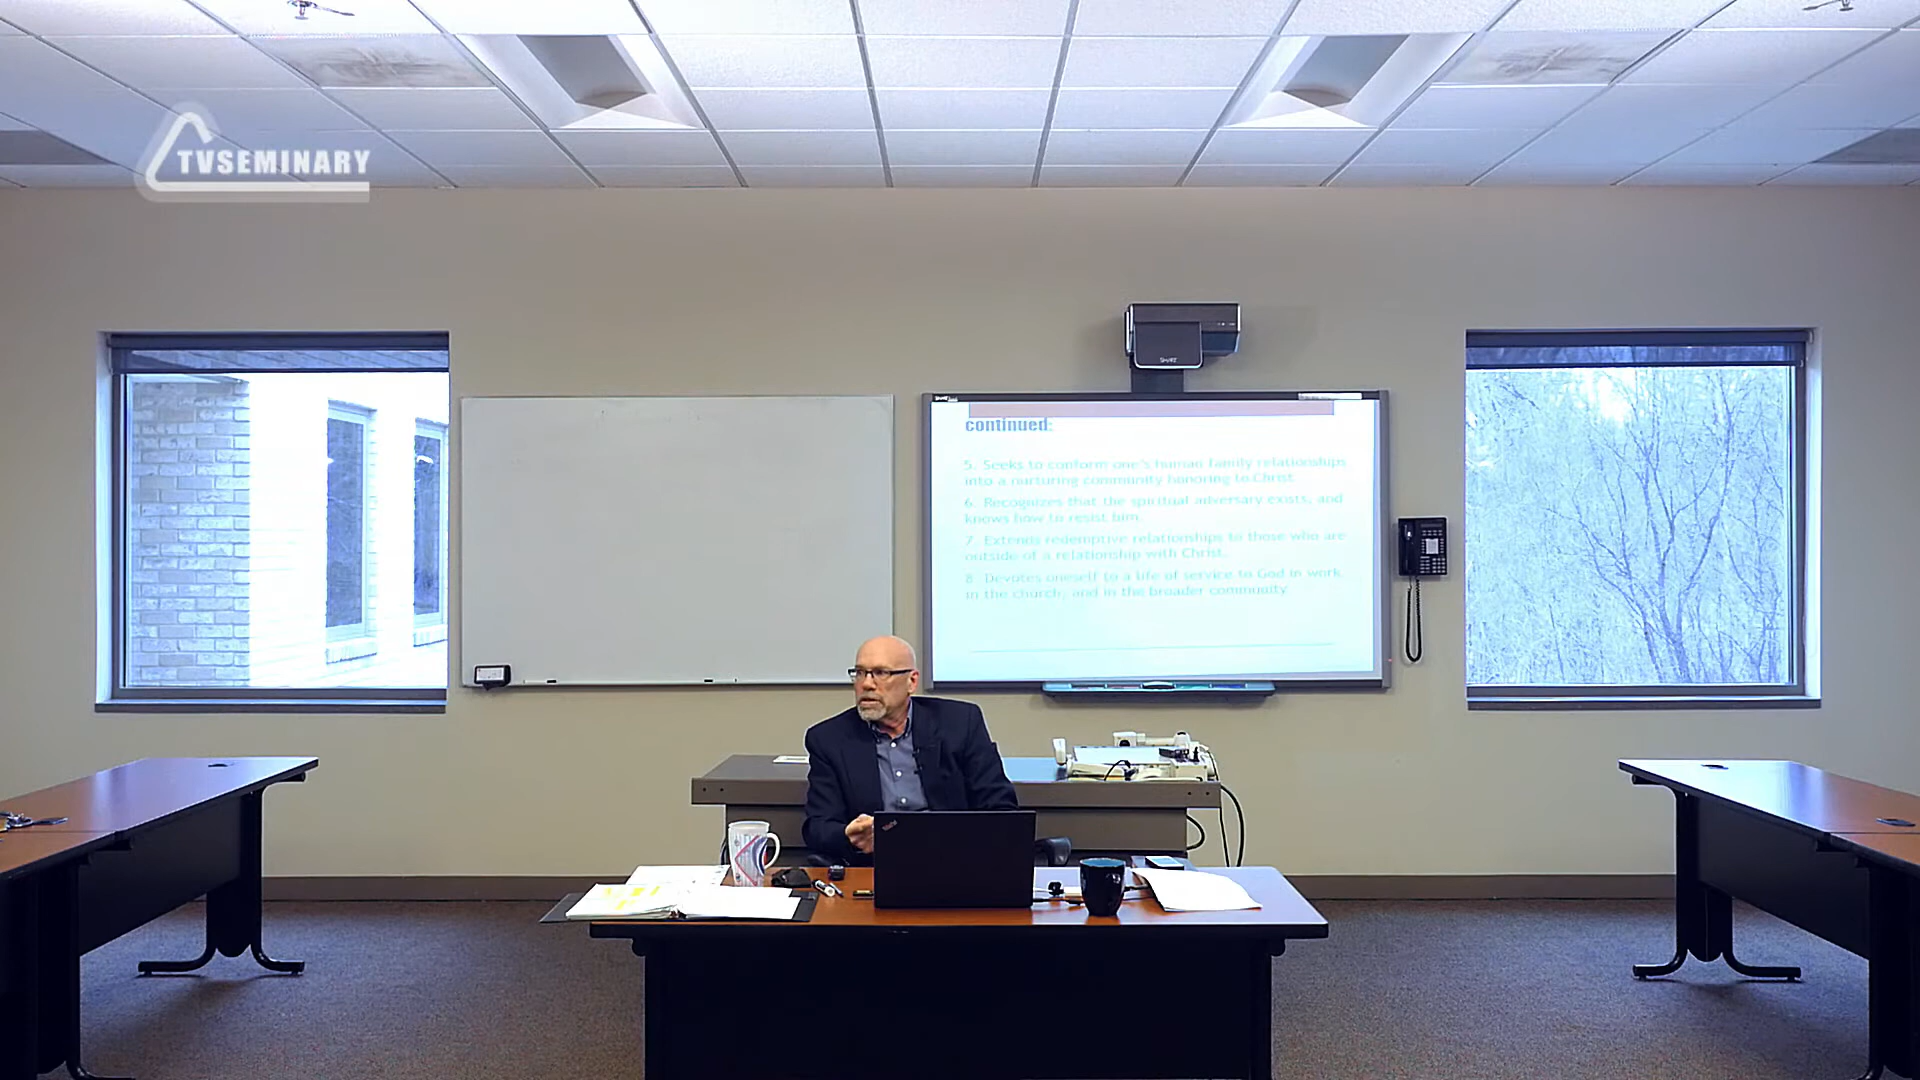 TVSEMINARY
SMART
continued:
5. Seeks to conform one's human family relationships
into a nurturing community honoring to Christ.
6. Recognizes that the spiritual adversary exists, and
knows how to resist him.
7. Extends redemptive relationships to those who are
outside of a relationship with Christ.
8. Devotes oneself to a life of service to God in work,
in the church, and in the broader community.